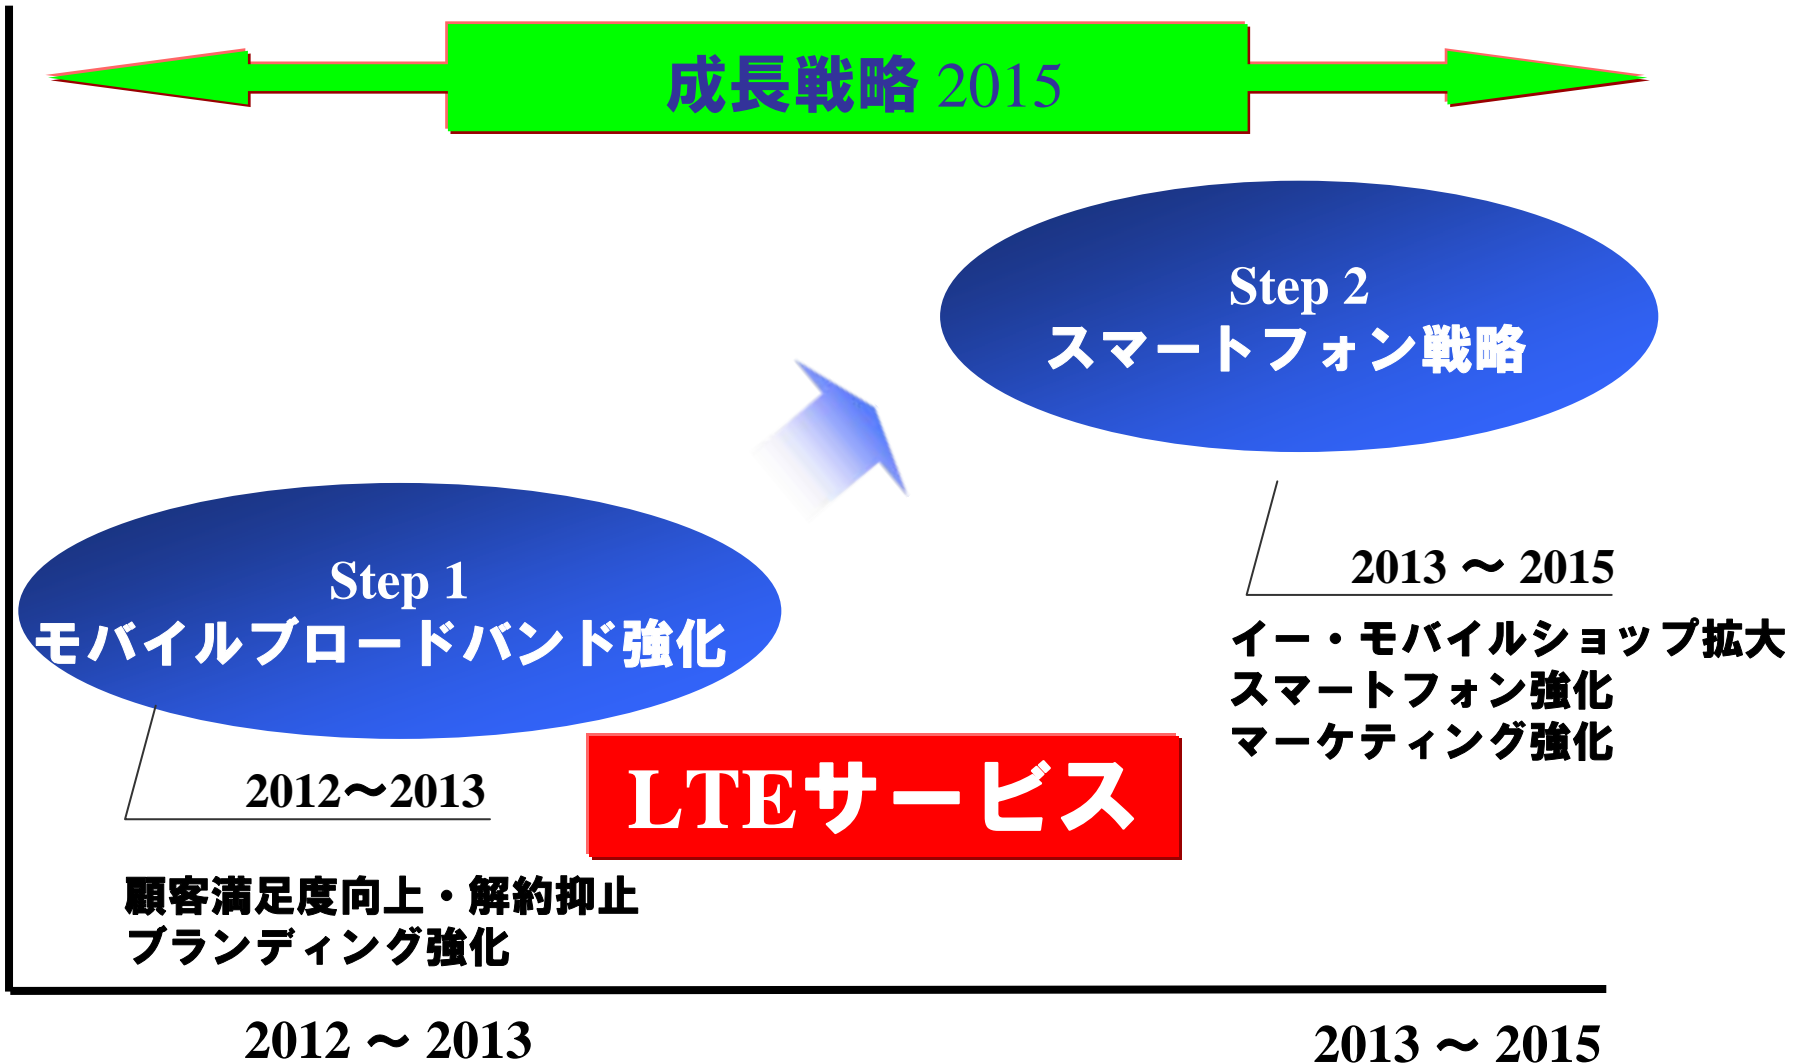 成長戦略 2015
Step 2
スマートフォン戦略
Step 1
モバイルブロードバンド強化
2013 ～ 2015
イー・モバイルショップ拡大
スマートフォン強化
マーケティング強化
2012～2013
LTEサービス
顧客満足度向上・解約抑止
ブランディング強化
2012 ～ 2013
2013 ～ 2015